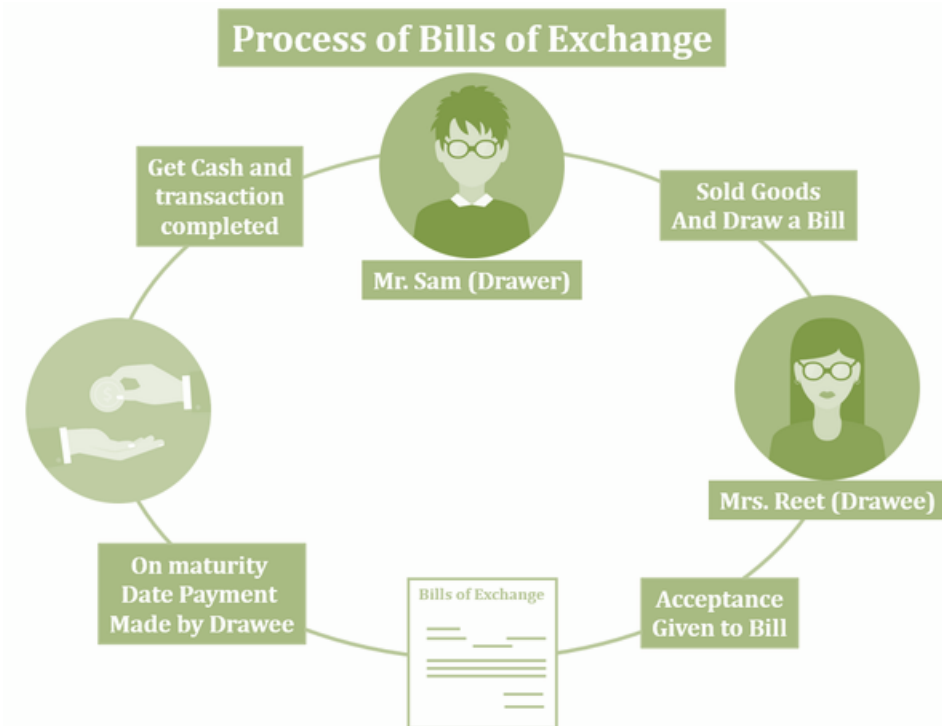 Process of Bills of Exchange
Get Cash and
transaction
completed
Sold Goods
And Draw a Bill
Mr. Sam (Drawer)
Mrs. Reet (Drawee)
On maturity
Date Payment
Made by Drawee
Bills of Exchange
Acceptance
Given to Bill